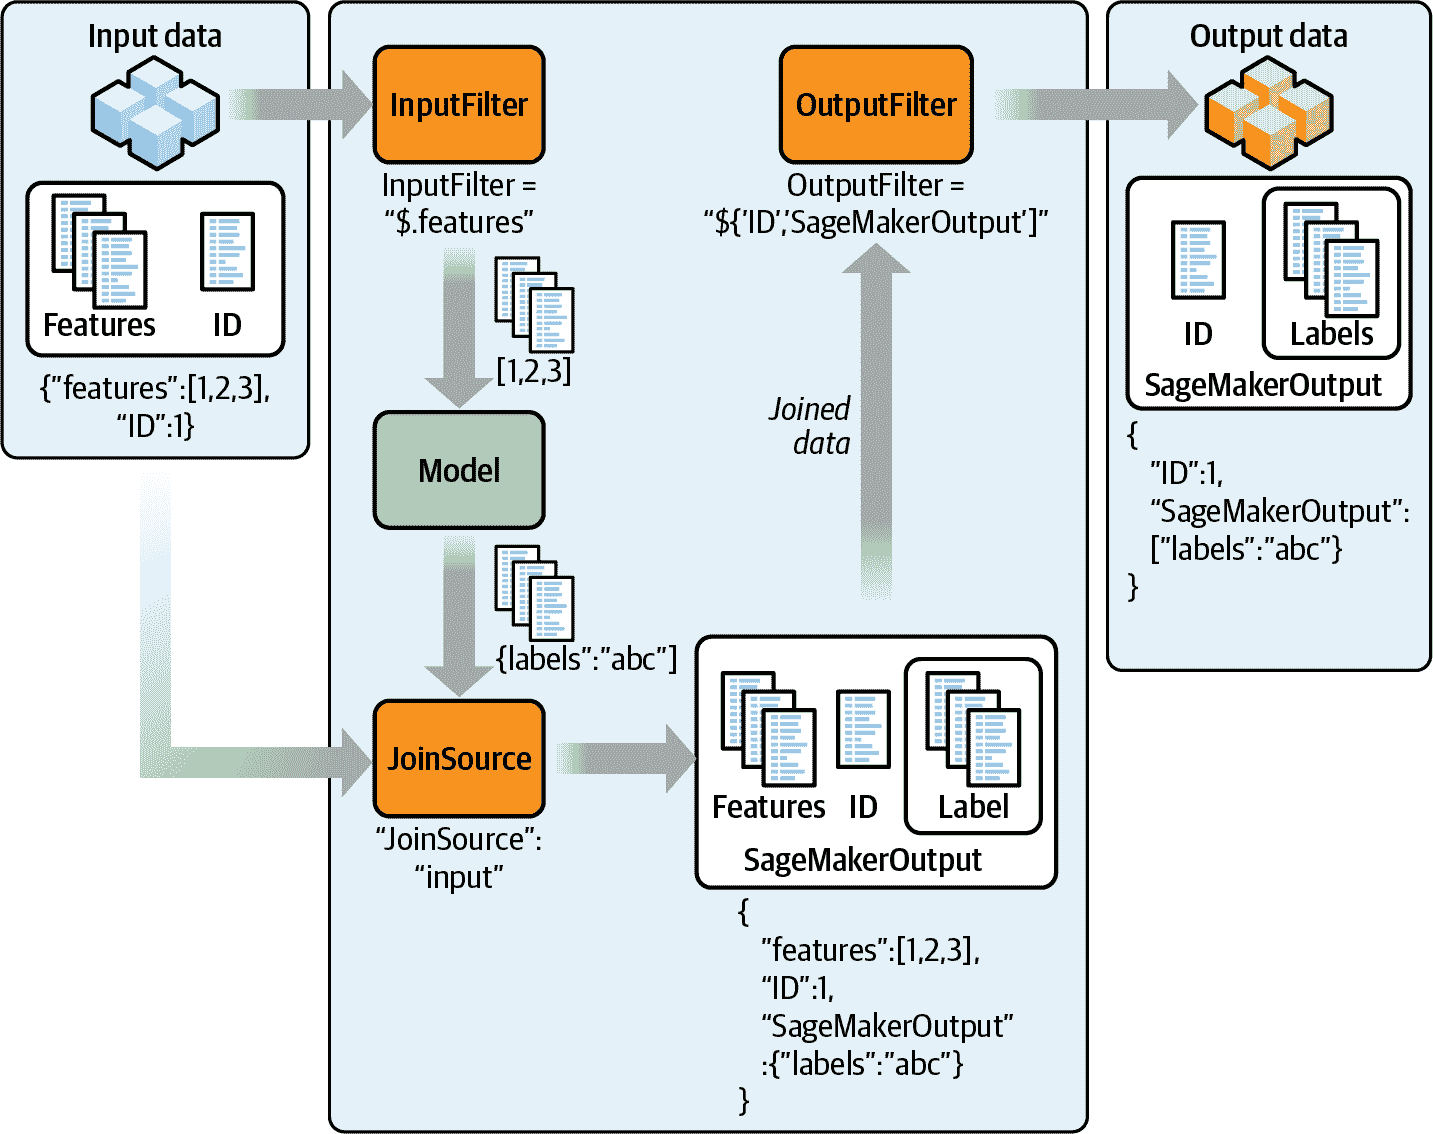 Input data
Features
ID
{”features”:[1,2,3],
“ID”:1}
InputFilter
InputFilter =
“$.features”
[1,2,3]
Model
{labels”:”abc”]
JoinSource
“JoinSource”:
“input”
Features
ID
Label
SageMakerOutput
{
”features”:[1,2,3],
“ID”:1,
“SageMakerOutput”
:{”labels”:”abc”}
}
Joined
data
OutputFilter
OutputFilter =
“${’ID’,’SageMakerOutput’]”
Output data
ID
Labels
SageMakerOutput
{
”ID”:1,
“SageMakerOutput”:
[”labels”:”abc”}
}